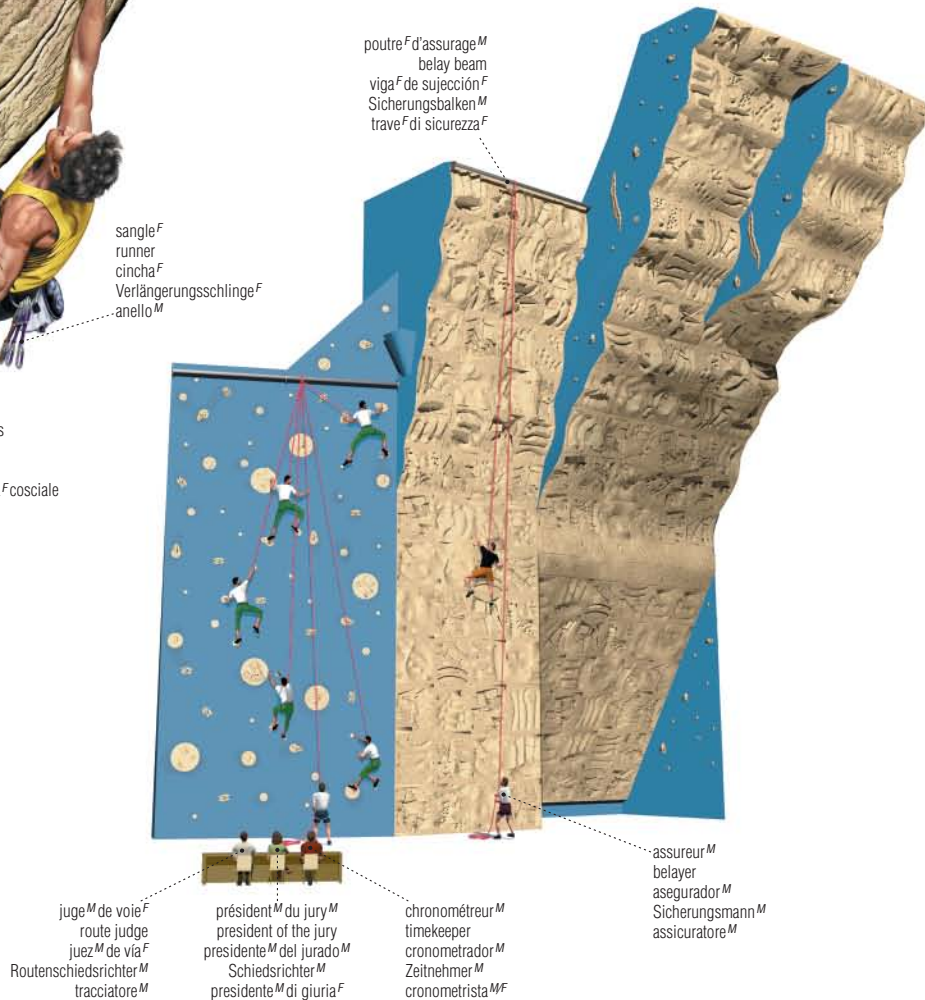 poutreF d'assurageM
belay beam
vigaF de sujecciónF
SicherungsbalkenM
traveF di sicurezzaF
sangleF
runner
cinchaF
VerlängerungsschlingeF
anelloM
s
F cosciale
assureurM
belayer
aseguradorM
SicherungsmannM
assicuratoreM
jugeM de voieF
route judge
juezM de víaF
RoutenschiedsrichterM
tracciatoreM
présidentM du juryM
president of the jury
presidenteM del juradoM
SchiedsrichterM
presidenteM di giuriaF
chronométreurM
timekeeper
cronometradorM
ZeitnehmerM
cronometristaM/F